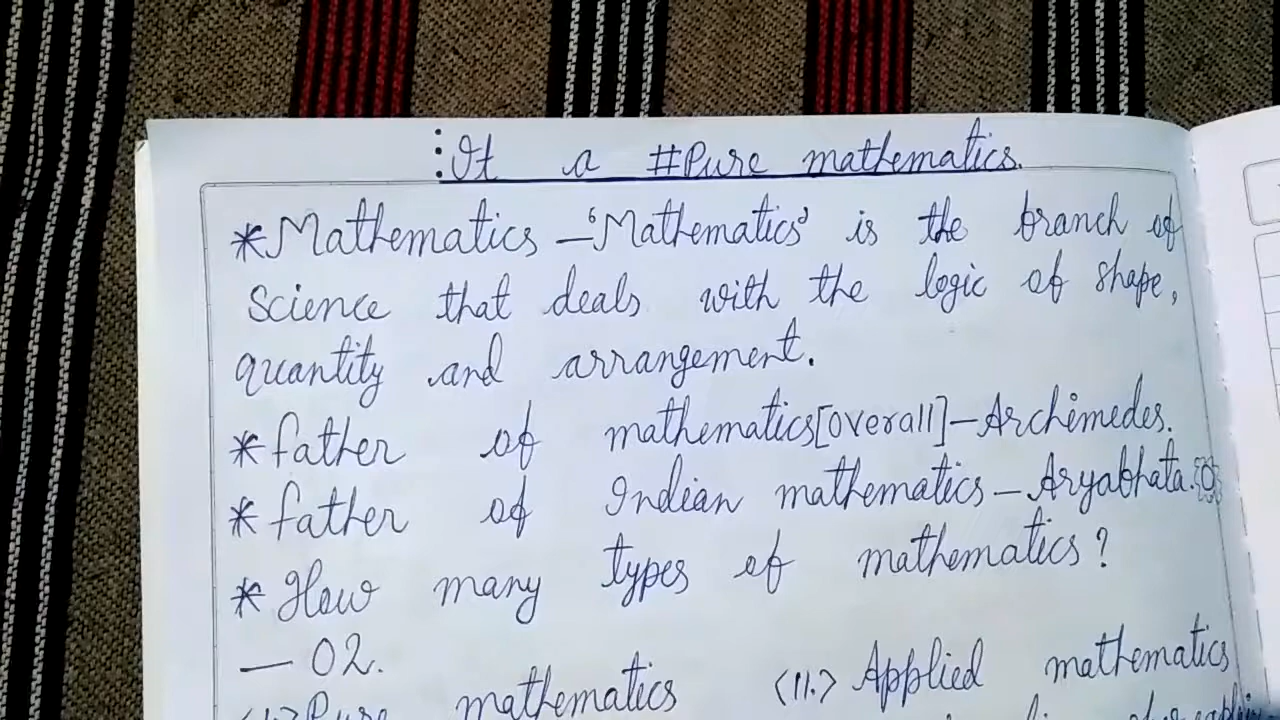 :It a #Pure mathematics.
*Mathematics – 'Mathematics' is the branch of
Science that deals with the logic of shape,
quantity and arrangement.
*father of mathematics[overall]–Archimedes.
*father of Indian mathematics – Aryabhata.
*How many types of mathematics?
— 02.
(I.) Pure mathematics (II.) Applied mathematics